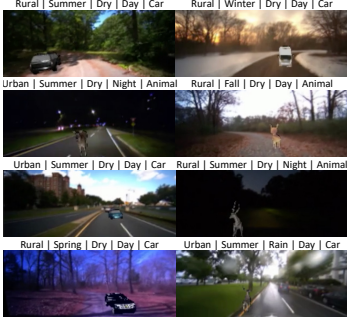 Rural | Summer | Dry | Day | Car
Rural | Winter | Dry | Day | Car
Urban | Summer | Dry | Night | Animal
Rural | Fall | Dry | Day | Animal
Urban | Summer | Dry | Day | Car
Rural | Summer | Dry | Night | Animal
Rural | Spring | Dry | Day | Car
Urban | Summer | Rain | Day | Car